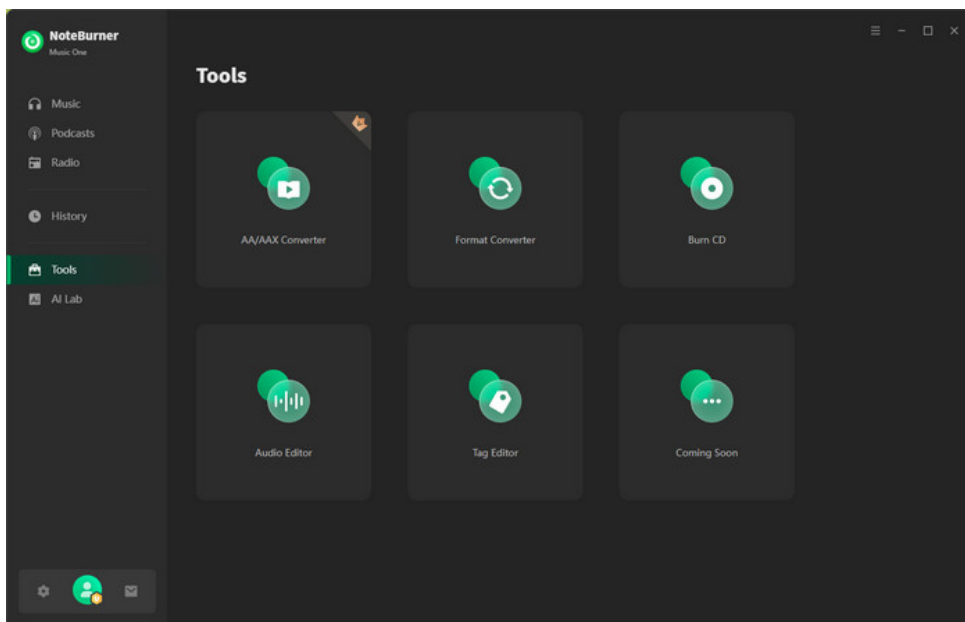 NoteBurner
Music One
Music
Podcasts
Radio
History
Tools
AI Lab
Tools
AA/AAX Converter
Format Converter
Burn CD
Audio Editor
Tag Editor
Coming Soon